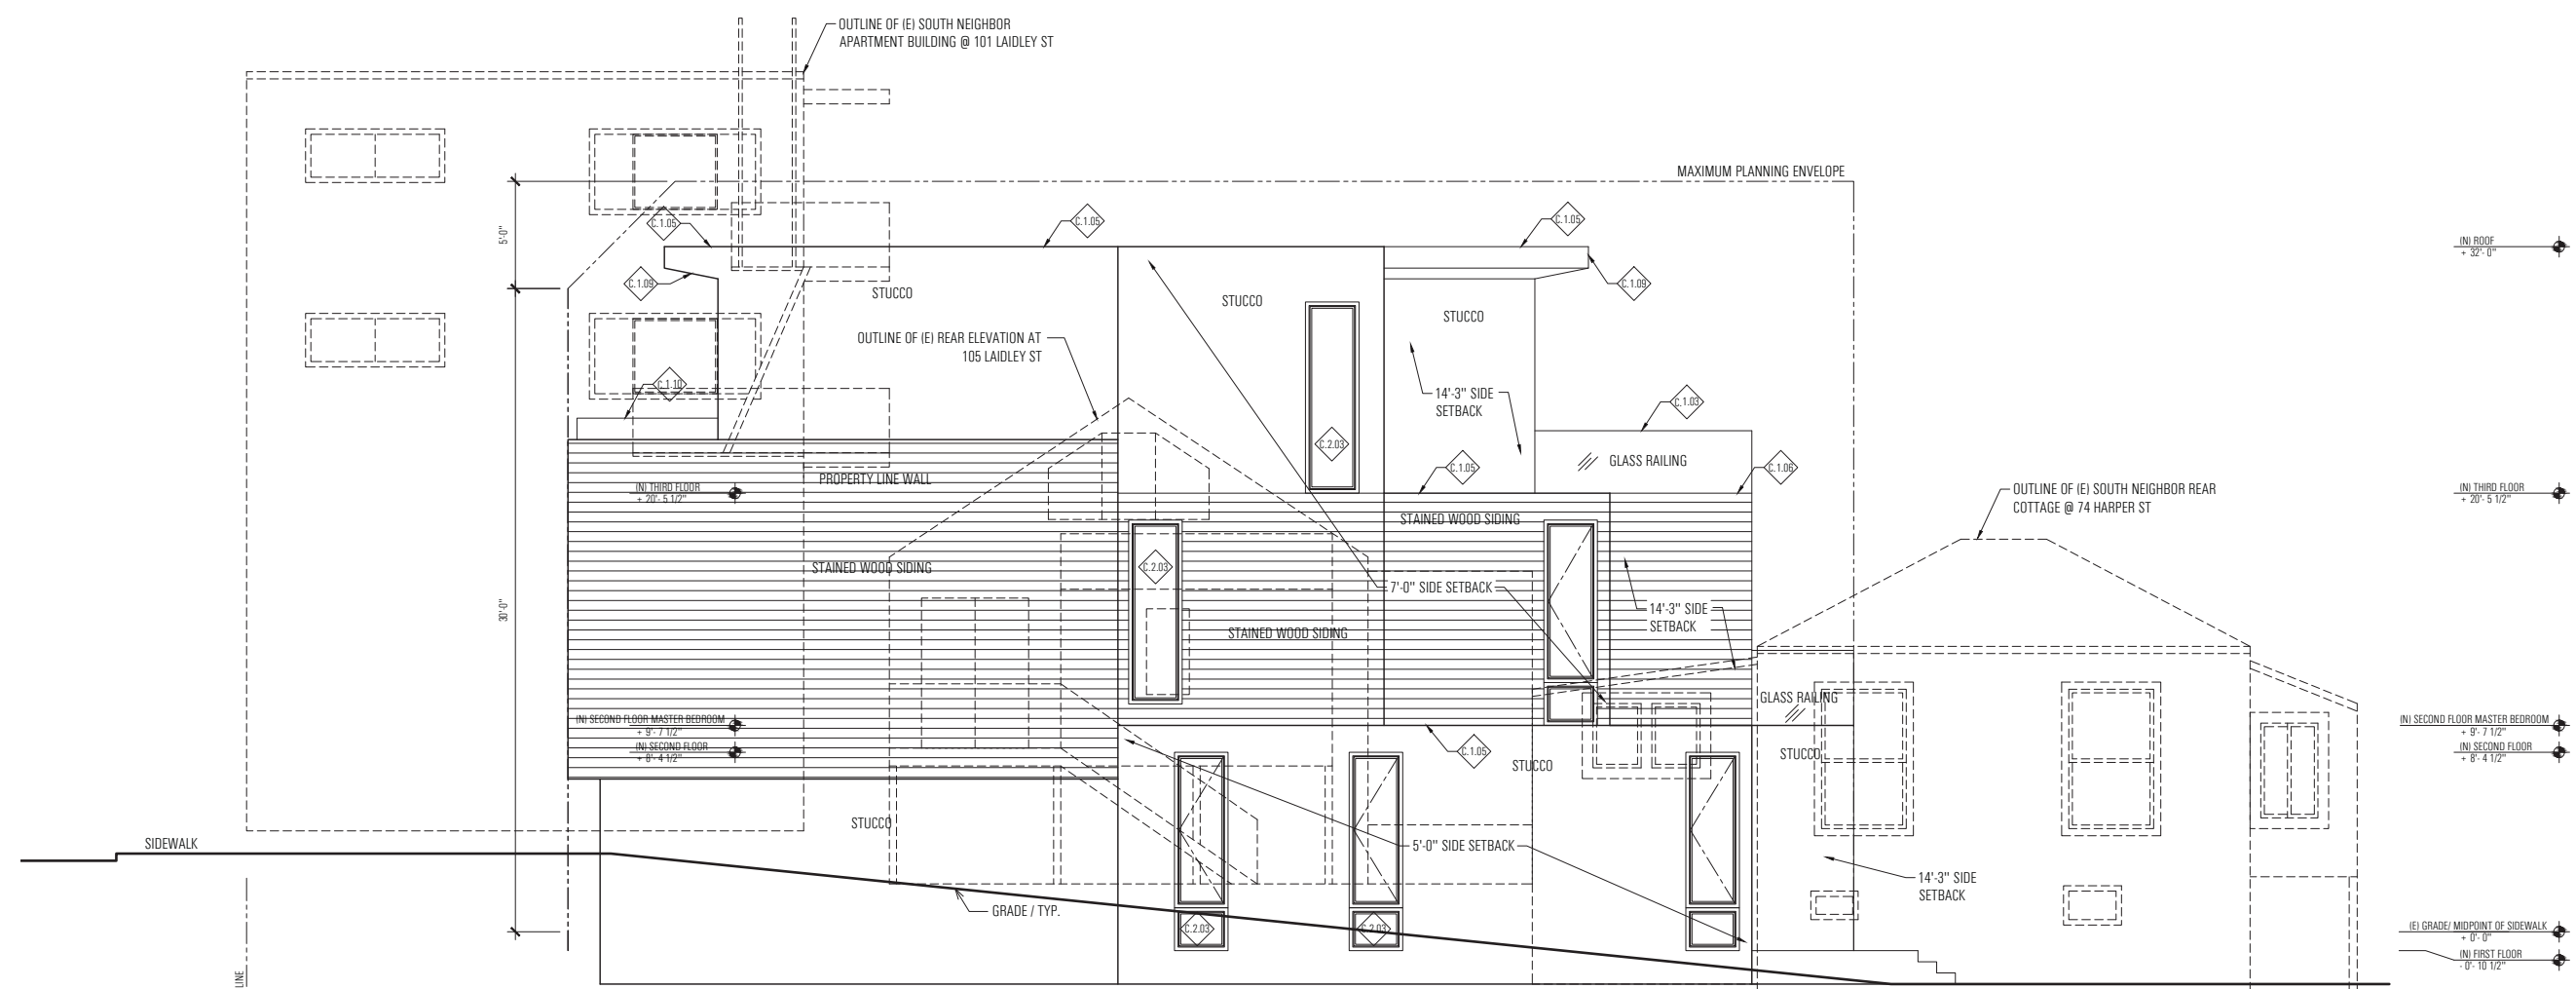 OUTLINE OF (E) SOUTH NEIGHBOR
APARTMENT BUILDING @ 101 LAIDLEY ST
MAXIMUM PLANNING ENVELOPE
C.1.05
C.1.05
C.1.05
5'-0"
(N) ROOF
+ 32'- 0"
C.1.09
C.1.09
STUCCO
STUCCO
STUCCO
OUTLINE OF (E) REAR ELEVATION AT
105 LAIDLEY ST
C.1.10
14'-3" SIDE
SETBACK
C.1.03
C.2.03
GLASS RAILING
C.1.05
C.1.06
PROPERTY LINE WALL
(N) THIRD FLOOR
+ 20'- 5 1/2"
OUTLINE OF (E) SOUTH NEIGHBOR REAR
COTTAGE @ 74 HARPER ST
(N) THIRD FLOOR
+ 20'- 5 1/2"
STAINED WOOD SIDING
STAINED WOOD SIDING
C.2.03
7'-0" SIDE SETBACK
30'-0"
14'-3" SIDE
SETBACK
STAINED WOOD SIDING
GLASS RAILING
(N) SECOND FLOOR MASTER BEDROOM
+ 9'- 7 1/2"
(N) SECOND FLOOR
+ 8'- 4 1/2"
C.1.05
STUCCO
STUCCO
(N) SECOND FLOOR MASTER BEDROOM
+ 9'- 7 1/2"
(N) SECOND FLOOR
+ 8'- 4 1/2"
STUCCO
SIDEWALK
5'-0" SIDE SETBACK
14'-3" SIDE
SETBACK
GRADE / TYP.
C.2.03
C.2.03
(E) GRADE/ MIDPOINT OF SIDEWALK
+ 0'- 0"
(N) FIRST FLOOR
- 0'- 10 1/2"
LINE